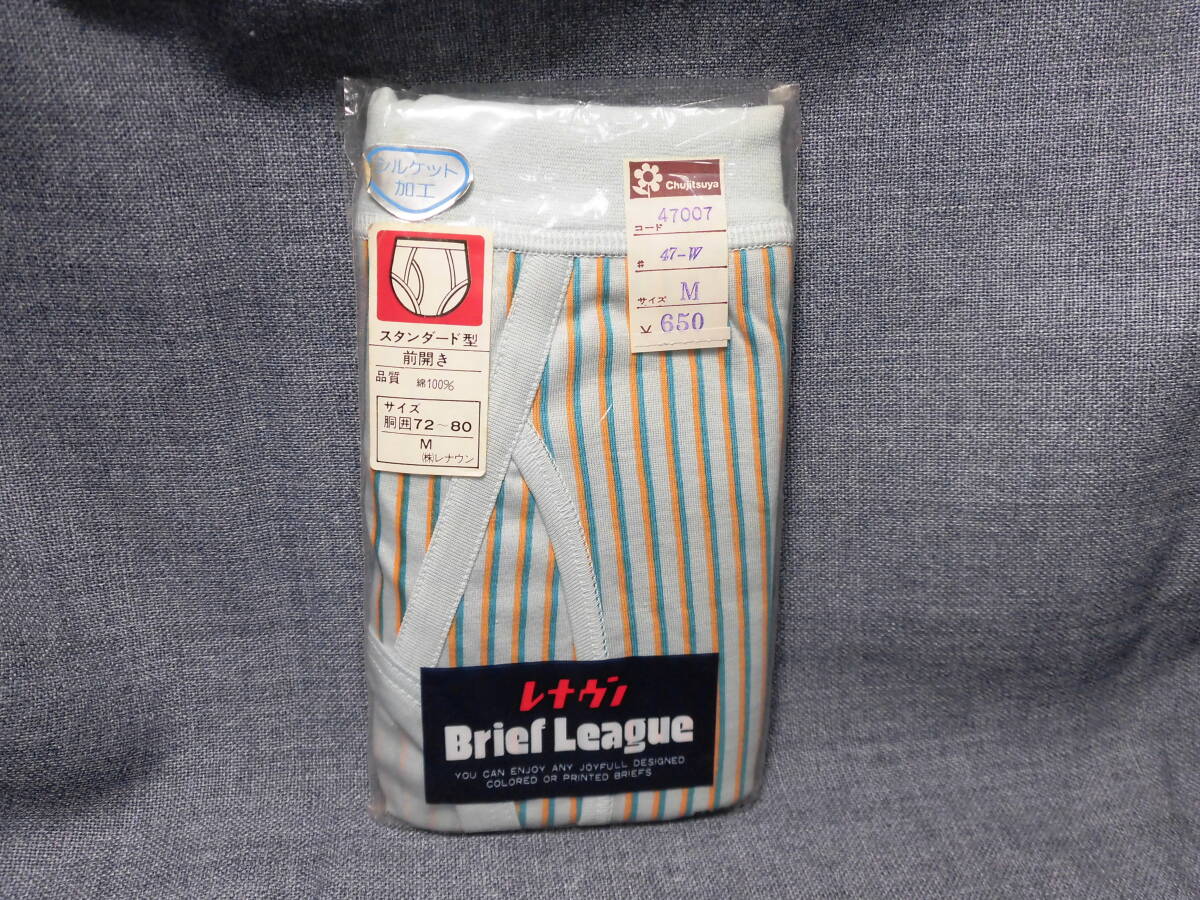 シルケット
加工
Chujitsuya
47007
コード
# 47-W
サイズ M
¥ 650
スタンダード型
前開き
品質 綿100%
サイズ
胴囲72〜80
M
(株)レナウン
レナウン
Brief League
YOU CAN ENJOY ANY JOYFULL DESIGNED
COLORED OR PRINTED BRIEFS